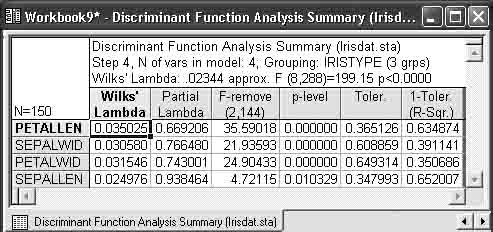 Workbook9* - Discriminant Function Analysis Summary (Irisd...
Discriminant Function Analysis Summary (Irisdat.sta)
Step 4, N of vars in model: 4; Grouping: IRISTYPE (3 grps)
Wilks' Lambda: .02344 approx. F (8,288)=199.15 p<0.0000
N=150 Wilks' Lambda Partial Lambda F-remove (2,144) p-level Toler. 1-Toler. (R-Sqr.)
PETALLEN 0.035025 0.669206 35.59018 0.000000 0.365126 0.634874
SEPALWID 0.030580 0.766480 21.93593 0.000000 0.608859 0.391141
PETALWID 0.031546 0.743001 24.90433 0.000000 0.649314 0.350686
SEPALLEN 0.024976 0.938464 4.72115 0.010329 0.347993 0.652007
Discriminant Function Analysis Summary (Irisdat.sta)